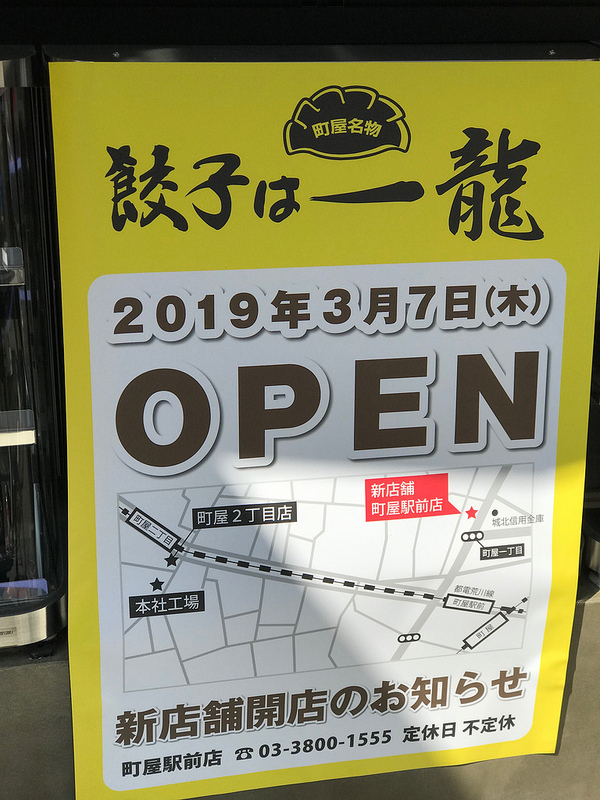 町屋名物
餃子は一龍
2019年3月7日(木)
OPEN
新店舗
町屋駅前店
城北信用金庫
町屋2丁目店
町屋二丁目
町屋一丁目
本社工場
都電荒川線
町屋駅前
町屋
新店舗開店のお知らせ
町屋駅前店 ☎03-3800-1555 定休日 不定休